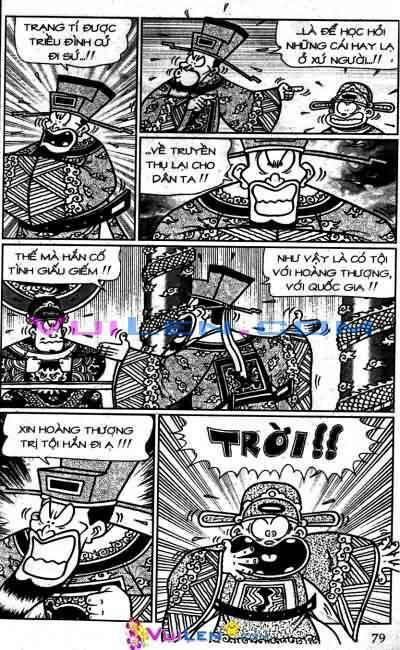 TRẠNG TÍ ĐƯỢC
TRIỀU ĐÌNH CỬ
ĐI SỨ...!!
...LÀ ĐỂ HỌC HỎI
NHỮNG CÁI HAY LẠ
Ở XỨ NGƯỜI...!!
...VỀ TRUYỀN
THỤ LẠI CHO
DÂN TA !!
THẾ MÀ HẮN CỐ
TÌNH GIẤU GIẾM !!
NHƯ VẬY LÀ CÓ TỘI
VỚI HOÀNG THƯỢNG,
VỚI QUỐC GIA !!
VUILEN.COM
XIN HOÀNG THƯỢNG
TRỊ TỘI HẮN ĐI Ạ !!!
TRỜI!!
VUILEN.COM
79